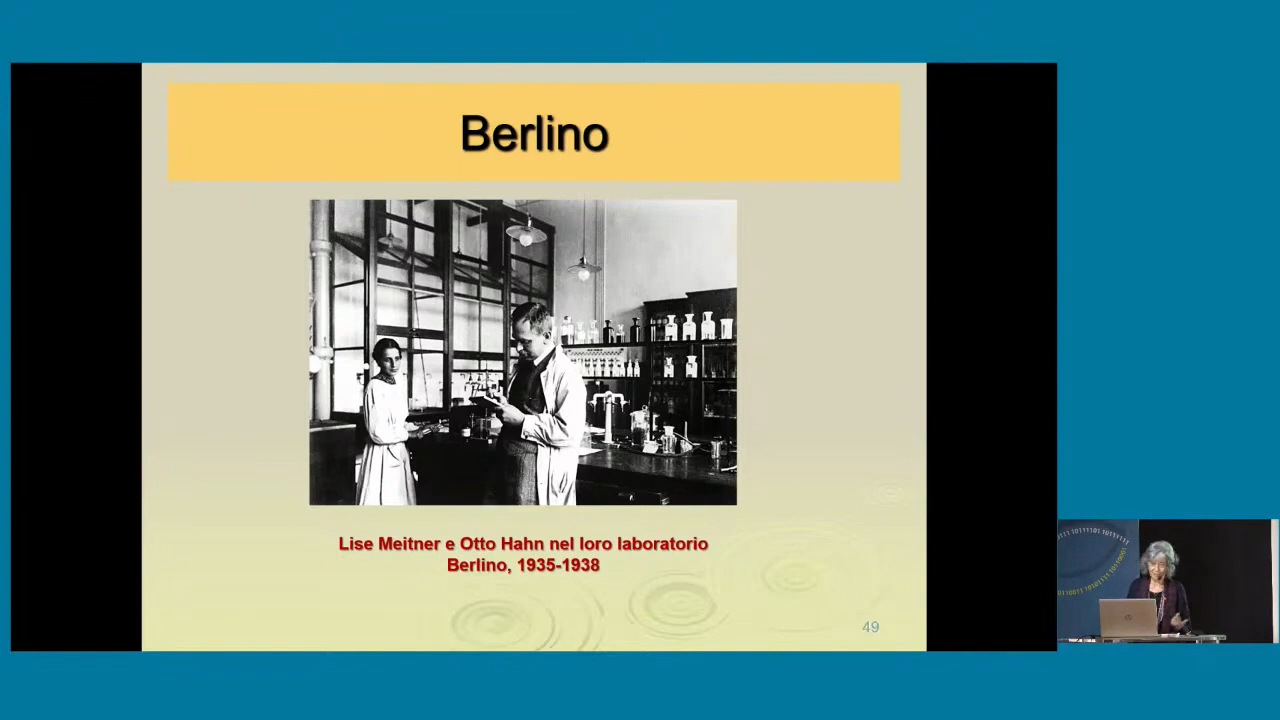 Berlino
Lise Meitner e Otto Hahn nel loro laboratorio
Berlino, 1935-1938
49